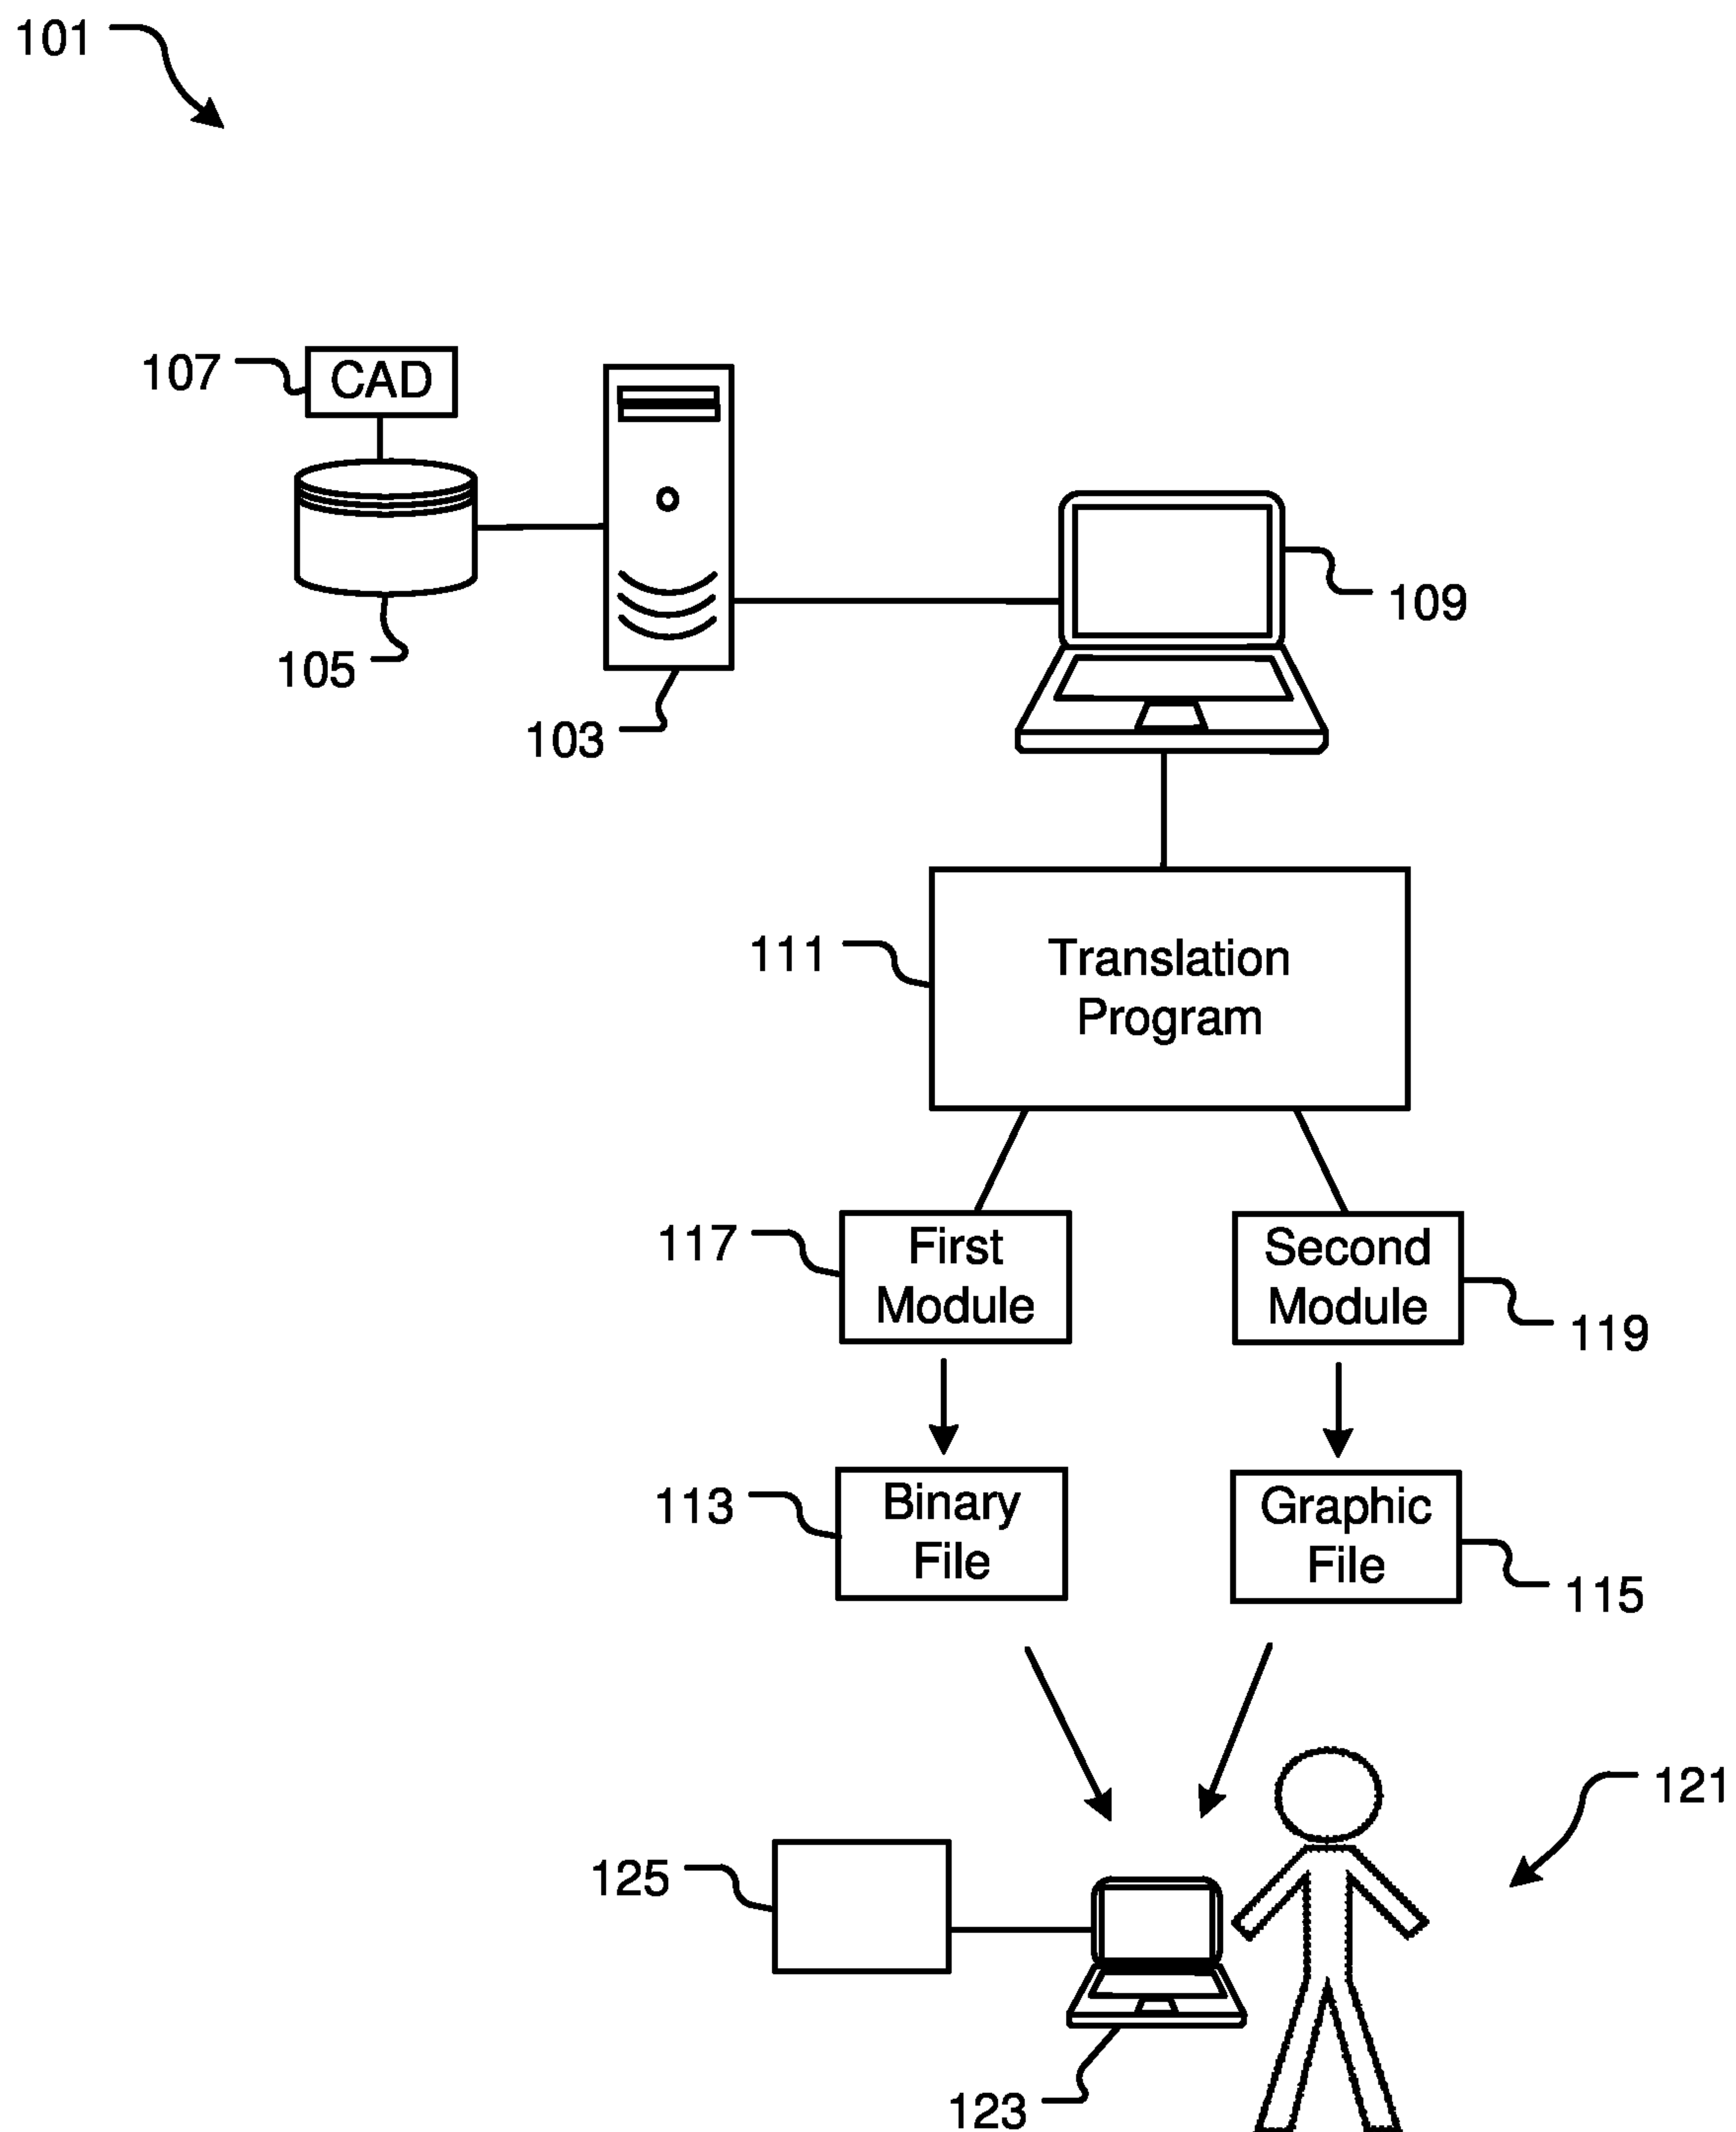 101
107
CAD
109
105
103
111
Translation
Program
117
First
Module
Second
Module
119
113
Binary
File
Graphic
File
115
121
125
123